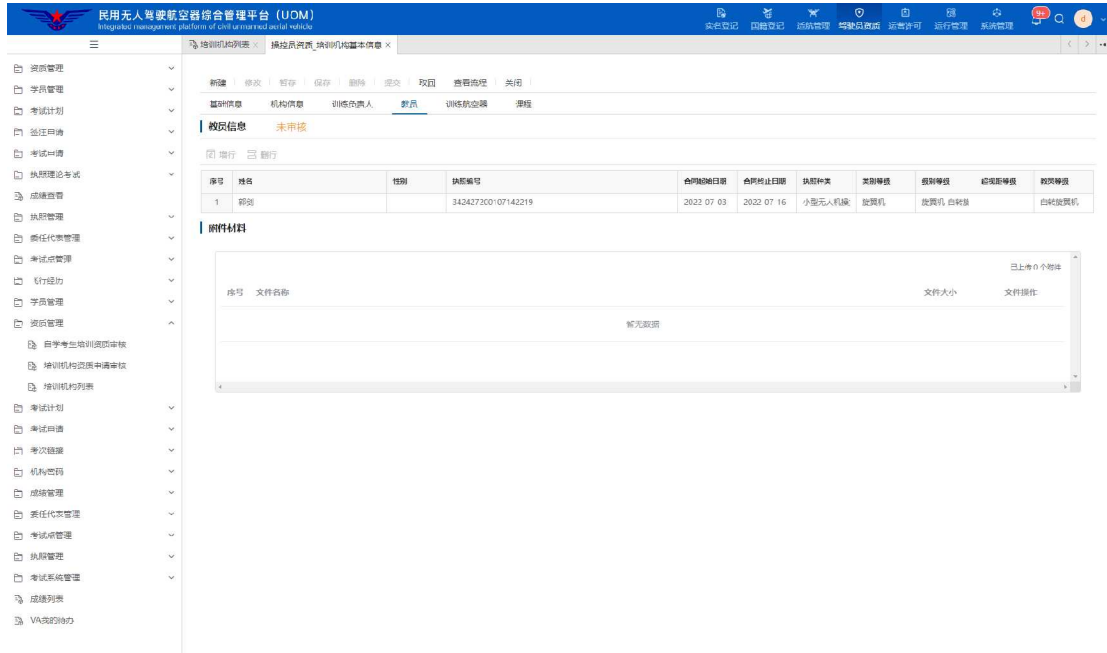 民用无人驾驶航空器综合管理平台（UOM）
Integrated management platform of civil unmanned aerial vehicle
实名登记 国籍登记 适航管理 驾驶员资质 运营许可 运行管理 系统管理 9+ d
培训机构列表 × 操控员资质_培训机构基本信息 ×
资质管理
学员管理
考试计划
签注申请
考试申请
执照理论考试
成绩查看
执照管理
委任代表管理
考试点管理
飞行经历
学员管理
资质管理
自学考生培训资质审核
培训机构资质申请审核
培训机构列表
考试计划
考试申请
考次链接
机构密码
成绩管理
委任代表管理
考试点管理
执照管理
考试系统管理
成绩列表
VA我的待办
新建 修改 暂存 保存 删除 提交 取回 查看流程 关闭
基础信息 机构信息 训练负责人 教员 训练航空器 课程
教员信息 未审核
增行 删行
序号 姓名 性别 执照编号 合同起始日期 合同终止日期 执照种类 类别等级 级别等级 超视距等级 教员等级
1 郭剑 342427200107142219 2022-07-03 2022-07-16 小型无人机操 旋翼机 旋翼机 自转旋 自转旋翼机,
附件材料
已上传 0 个附件
序号 文件名称 文件大小 文件操作
暂无数据